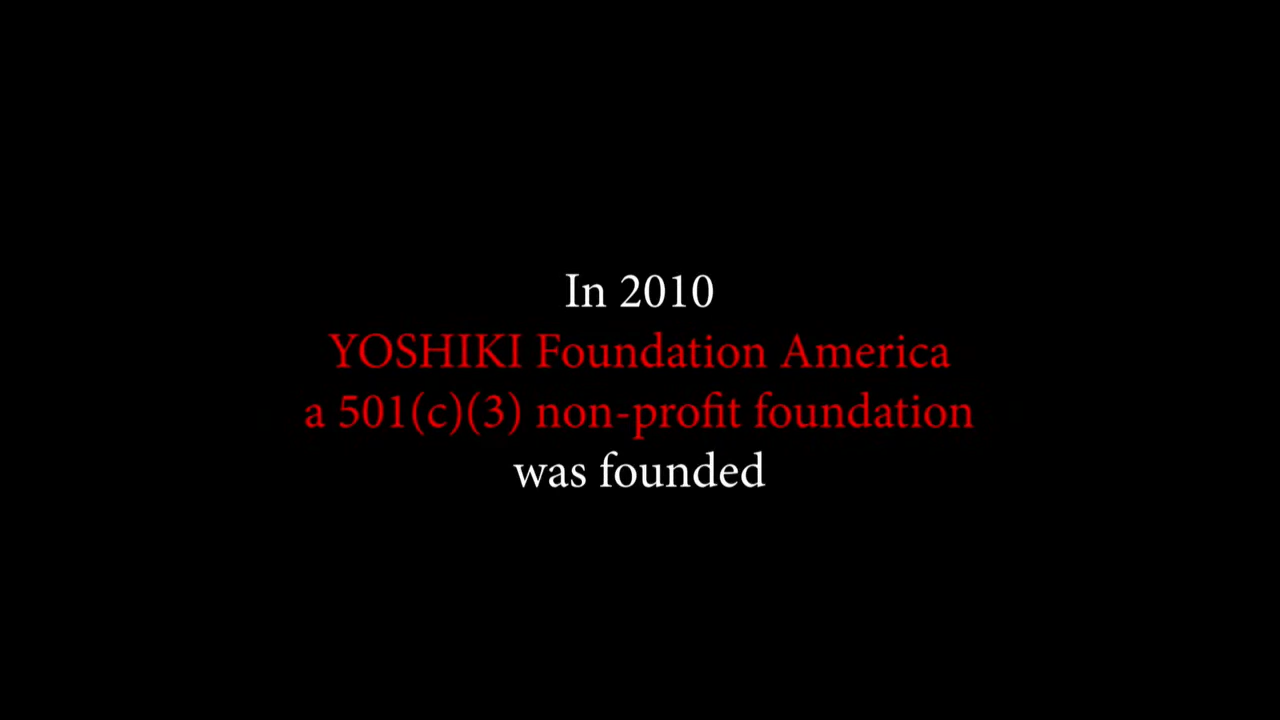 In 2010
YOSHIKI Foundation America
a 501(c)(3) non-profit foundation
was founded